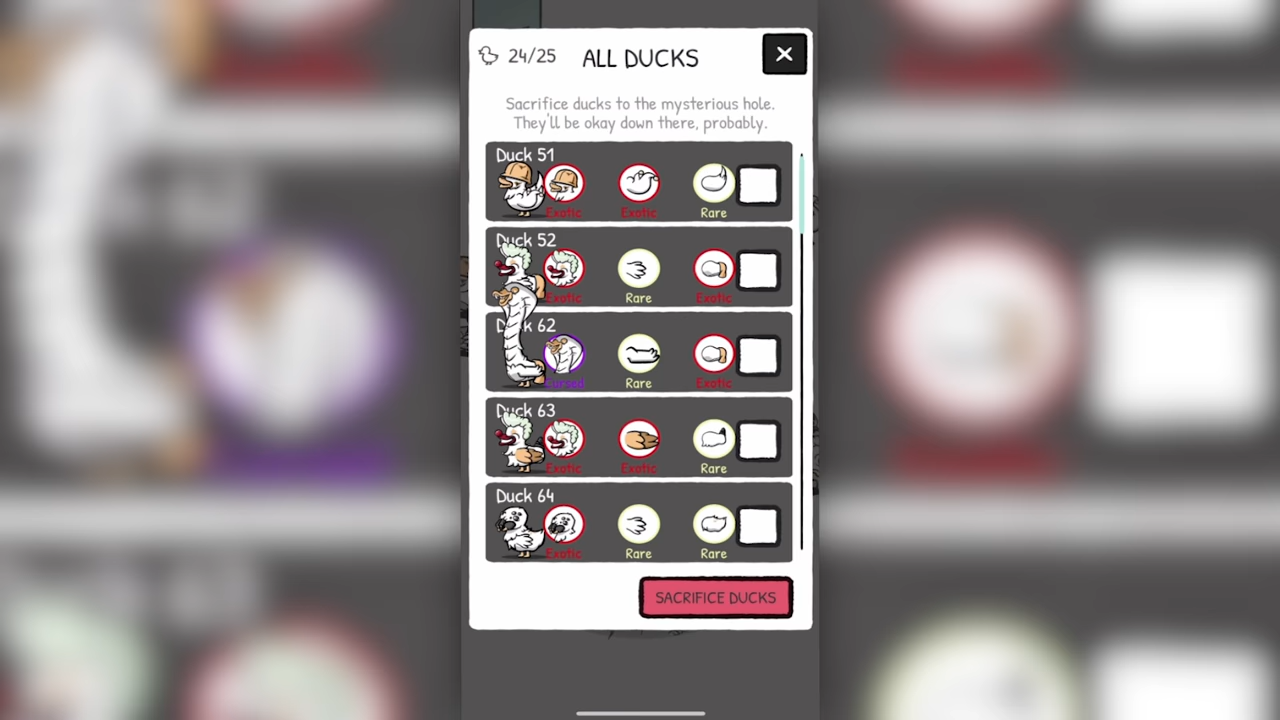 24/25
ALL DUCKS
Sacrifice ducks to the mysterious hole.
They'll be okay down there, probably.
Duck 51
Exotic
Exotic
Rare
Duck 52
Exotic
Rare
Exotic
Duck 62
Cursed
Rare
Exotic
Duck 63
Exotic
Exotic
Rare
Duck 64
Exotic
Rare
Rare
SACRIFICE DUCKS